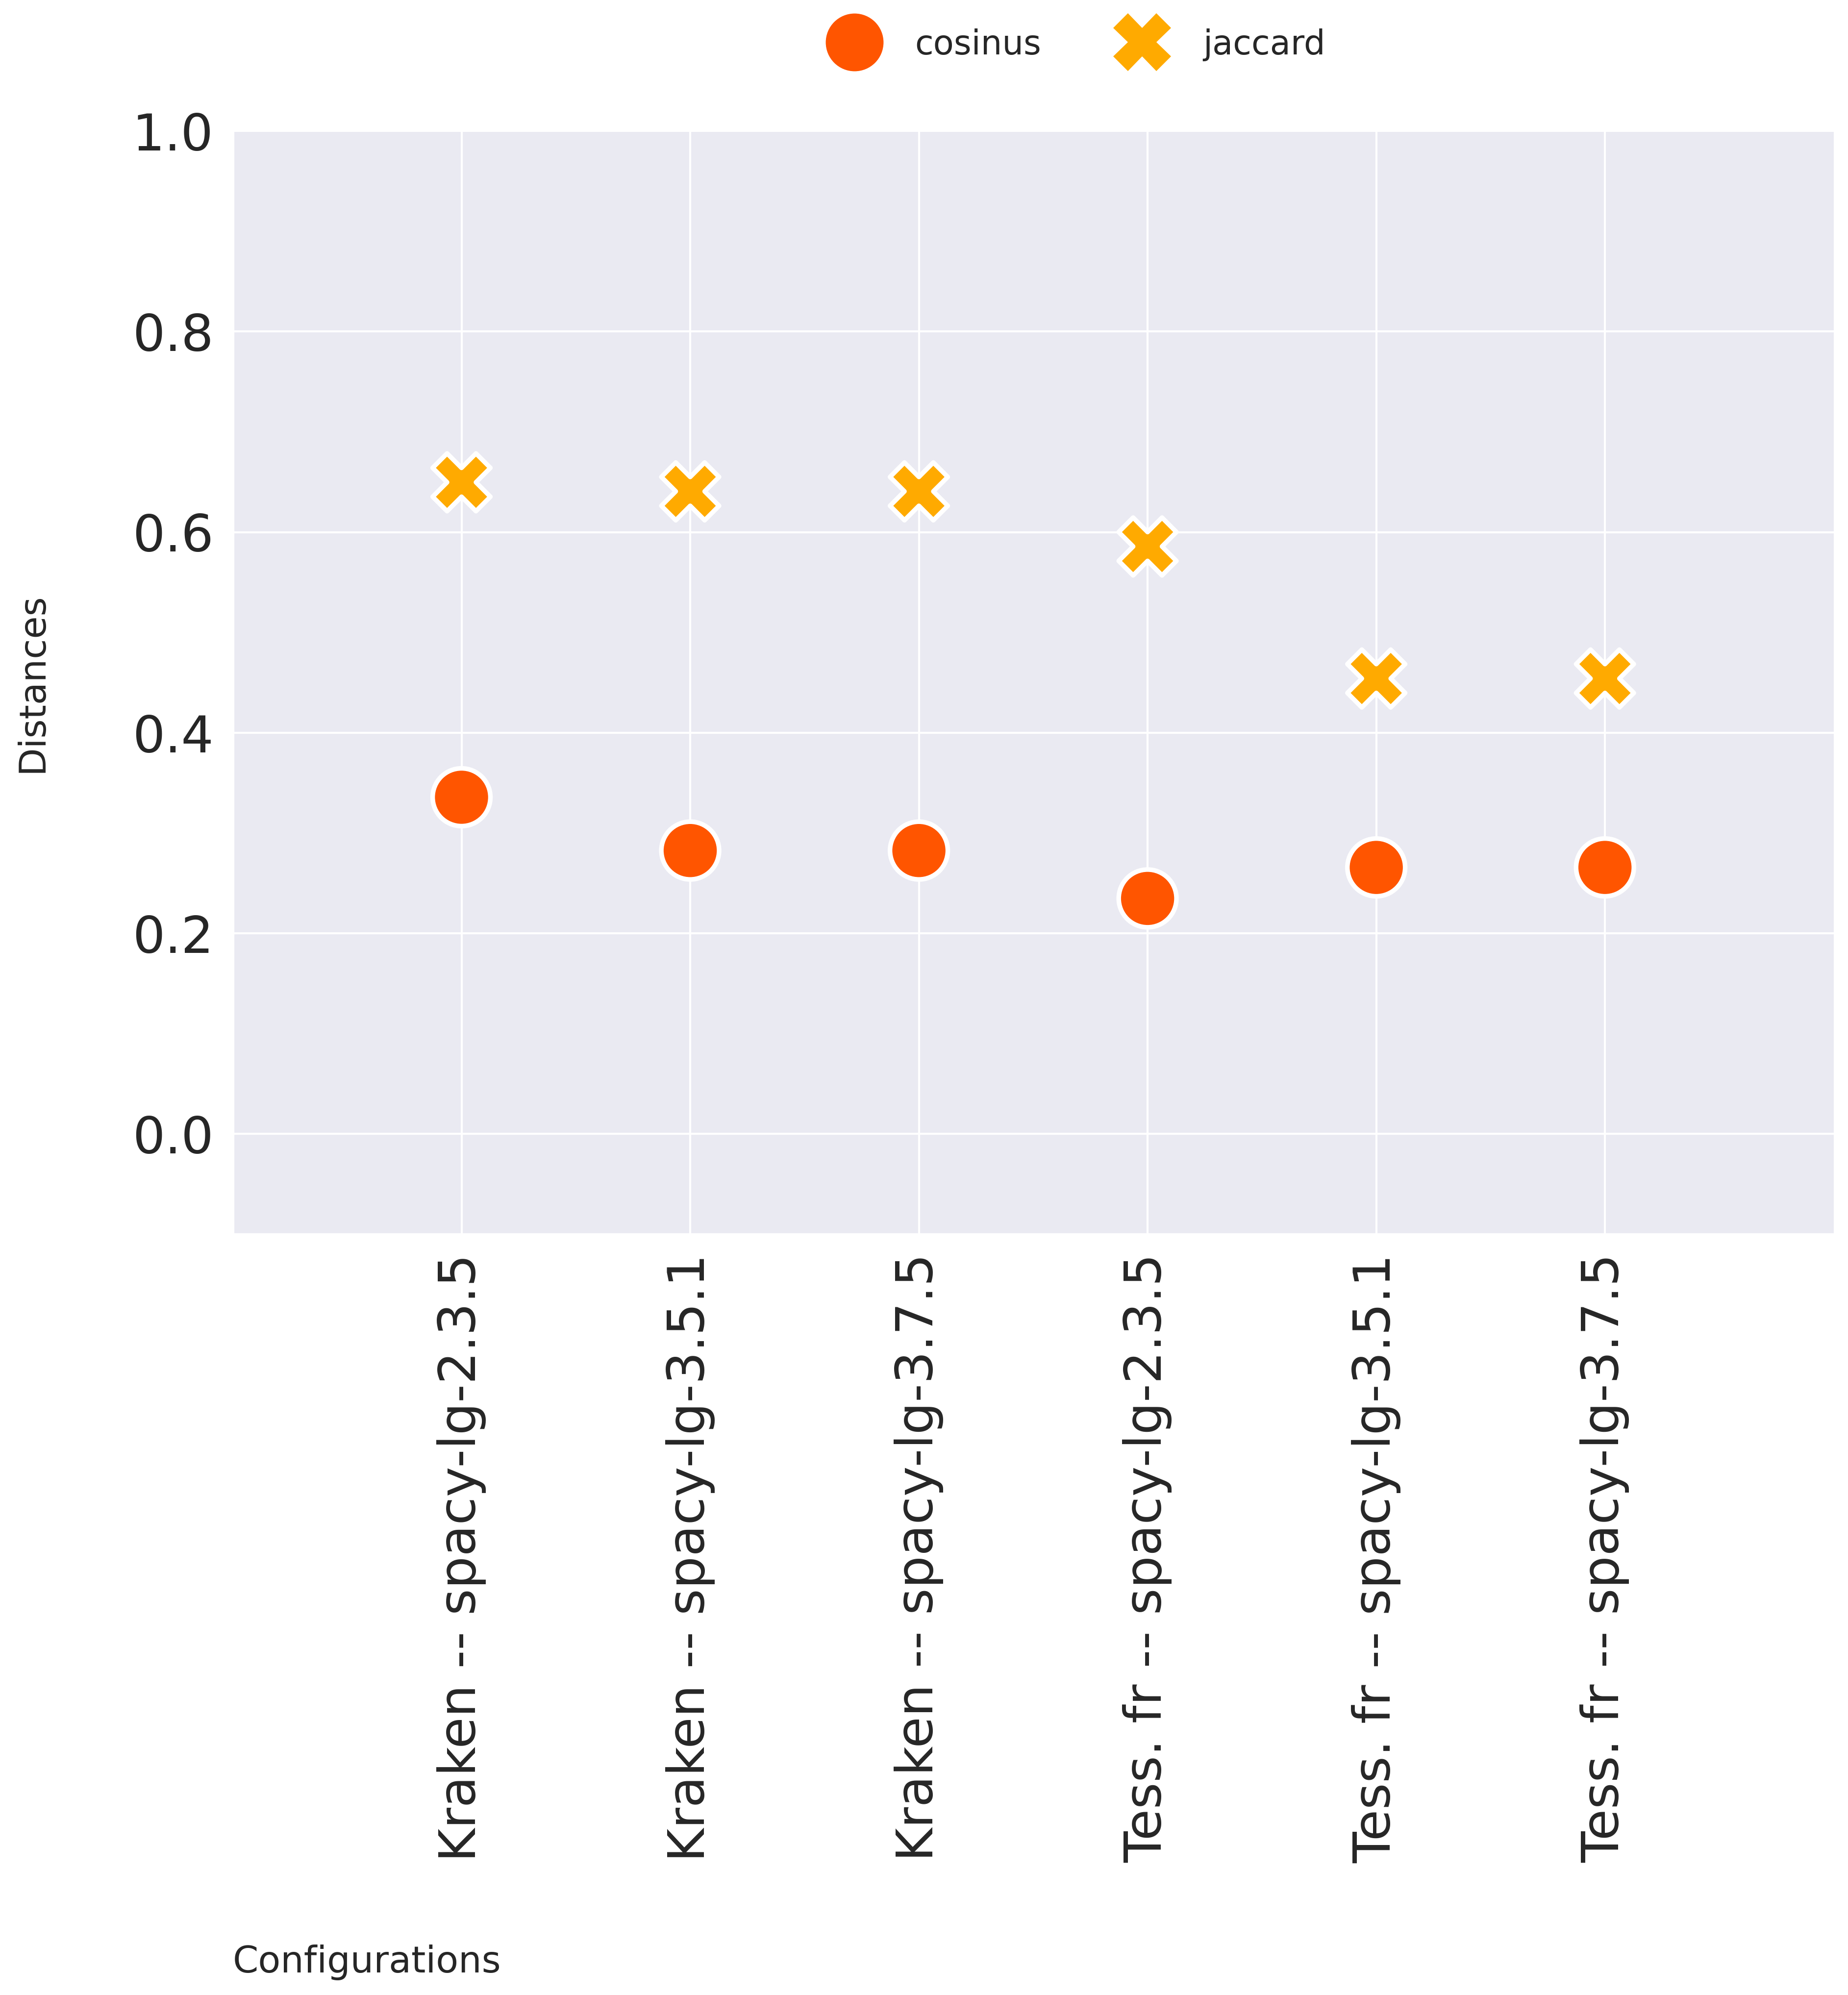 cosinus jaccard
1.0
0.8
0.6
0.4
0.2
0.0
Distances
Kraken -- spacy-lg-2.3.5
Kraken -- spacy-lg-3.5.1
Kraken -- spacy-lg-3.7.5
Tess. fr -- spacy-lg-2.3.5
Tess. fr -- spacy-lg-3.5.1
Tess. fr -- spacy-lg-3.7.5
Configurations